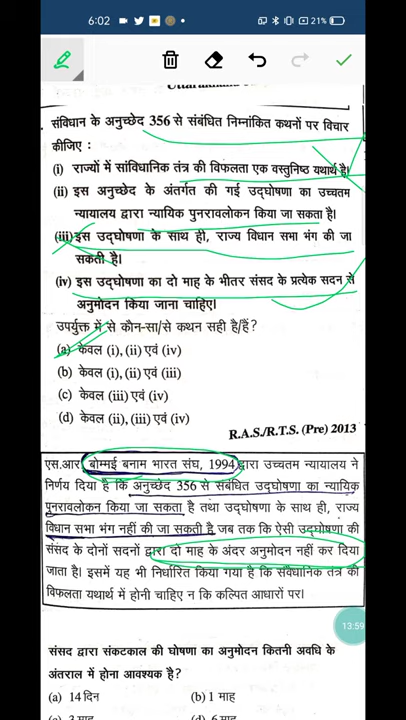 6:02
21%
Uttarakhand
संविधान के अनुच्छेद 356 से संबंधित निम्नांकित कथनों पर विचार
कीजिए :
(i) राज्यों में सांविधानिक तंत्र की विफलता एक वस्तुनिष्ठ यथार्थ है।
(ii) इस अनुच्छेद के अंतर्गत की गई उद्घोषणा का उच्चतम
न्यायालय द्वारा न्यायिक पुनरावलोकन किया जा सकता है।
(iii) इस उद्घोषणा के साथ ही, राज्य विधान सभा भंग की जा
सकती है।
(iv) इस उद्घोषणा का दो माह के भीतर संसद के प्रत्येक सदन से
अनुमोदन किया जाना चाहिए।
उपर्युक्त में से कौन-सा/से कथन सही है/हैं?
(a) केवल (i), (ii) एवं (iv)
(b) केवल (i), (ii) एवं (iii)
(c) केवल (iii) एवं (iv)
(d) केवल (ii), (iii) एवं (iv)
R.A.S./R.T.S. (Pre) 2013
एस.आर. बोम्मई बनाम भारत संघ, 1994 द्वारा उच्चतम न्यायालय ने
निर्णय दिया है कि अनुच्छेद 356 से संबंधित उद्घोषणा का न्यायिक
पुनरावलोकन किया जा सकता है तथा उद्घोषणा के साथ ही, राज्य
विधान सभा भंग नहीं की जा सकती है, जब तक कि ऐसी उद्घोषणा की
संसद के दोनों सदनों द्वारा दो माह के अंदर अनुमोदन नहीं कर दिया
जाता है। इसमें यह भी निर्धारित किया गया है कि संवैधानिक तंत्र की
विफलता यथार्थ में होनी चाहिए न कि कल्पित आधारों पर।
13:59
संसद द्वारा संकटकाल की घोषणा का अनुमोदन कितनी अवधि के
अंतराल में होना आवश्यक है?
(a) 14 दिन (b) 1 माह
(c) 3 माह (d) 6 माह